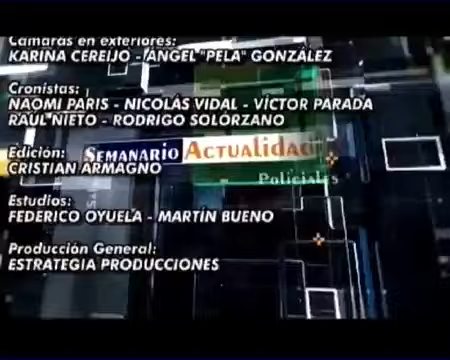 Cámaras en exteriores:
KARINA CEREIJO - ÁNGEL "PELA" GONZÁLEZ
Cronistas:
NAOMI PARIS - NICOLÁS VIDAL - VÍCTOR PARADA
RAÚL NIETO - RODRIGO SOLÓRZANO
Edición:
CRISTIAN ARMAGNO
SEMANARIO ACTUALIDAD
Policiales
Estudios:
FEDERICO OYUELA - MARTÍN BUENO
Producción General:
ESTRATEGIA PRODUCCIONES